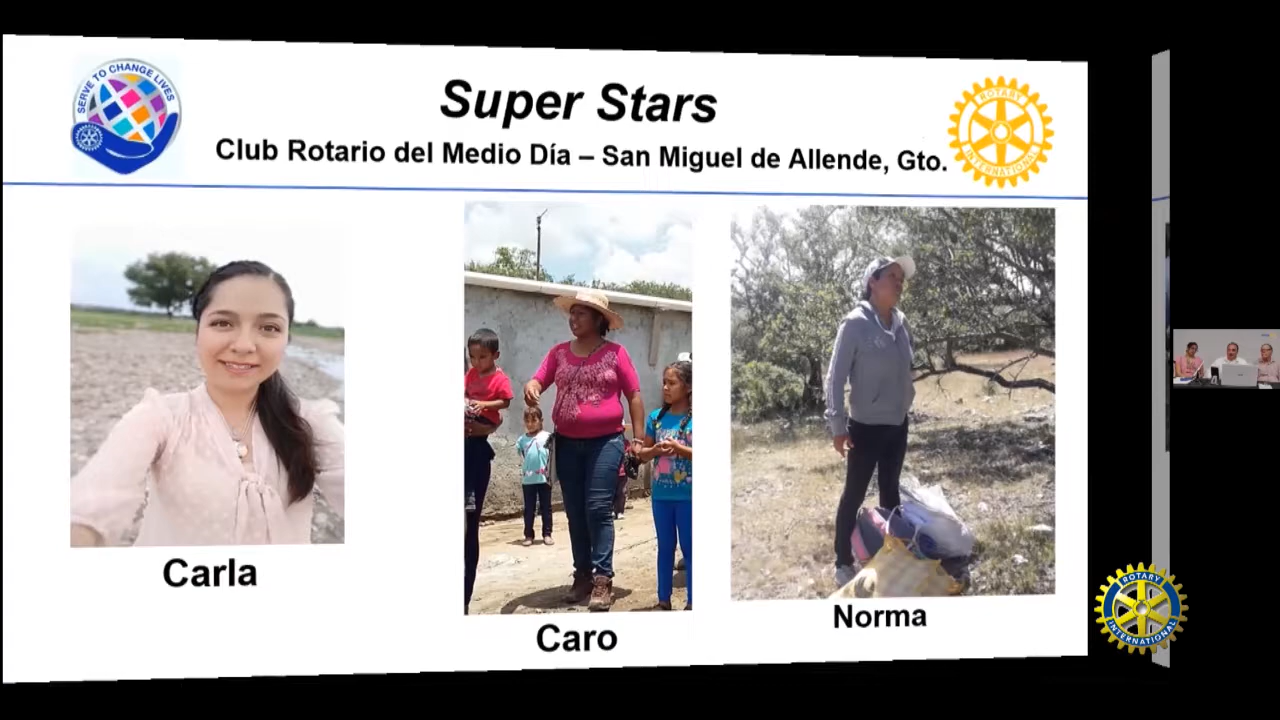 SERVE TO CHANGE LIVES
Super Stars
Club Rotario del Medio Día – San Miguel de Allende, Gto.
ROTARY
INTERNATIONAL
Carla
Caro
Norma
ROTARY
INTERNATIONAL